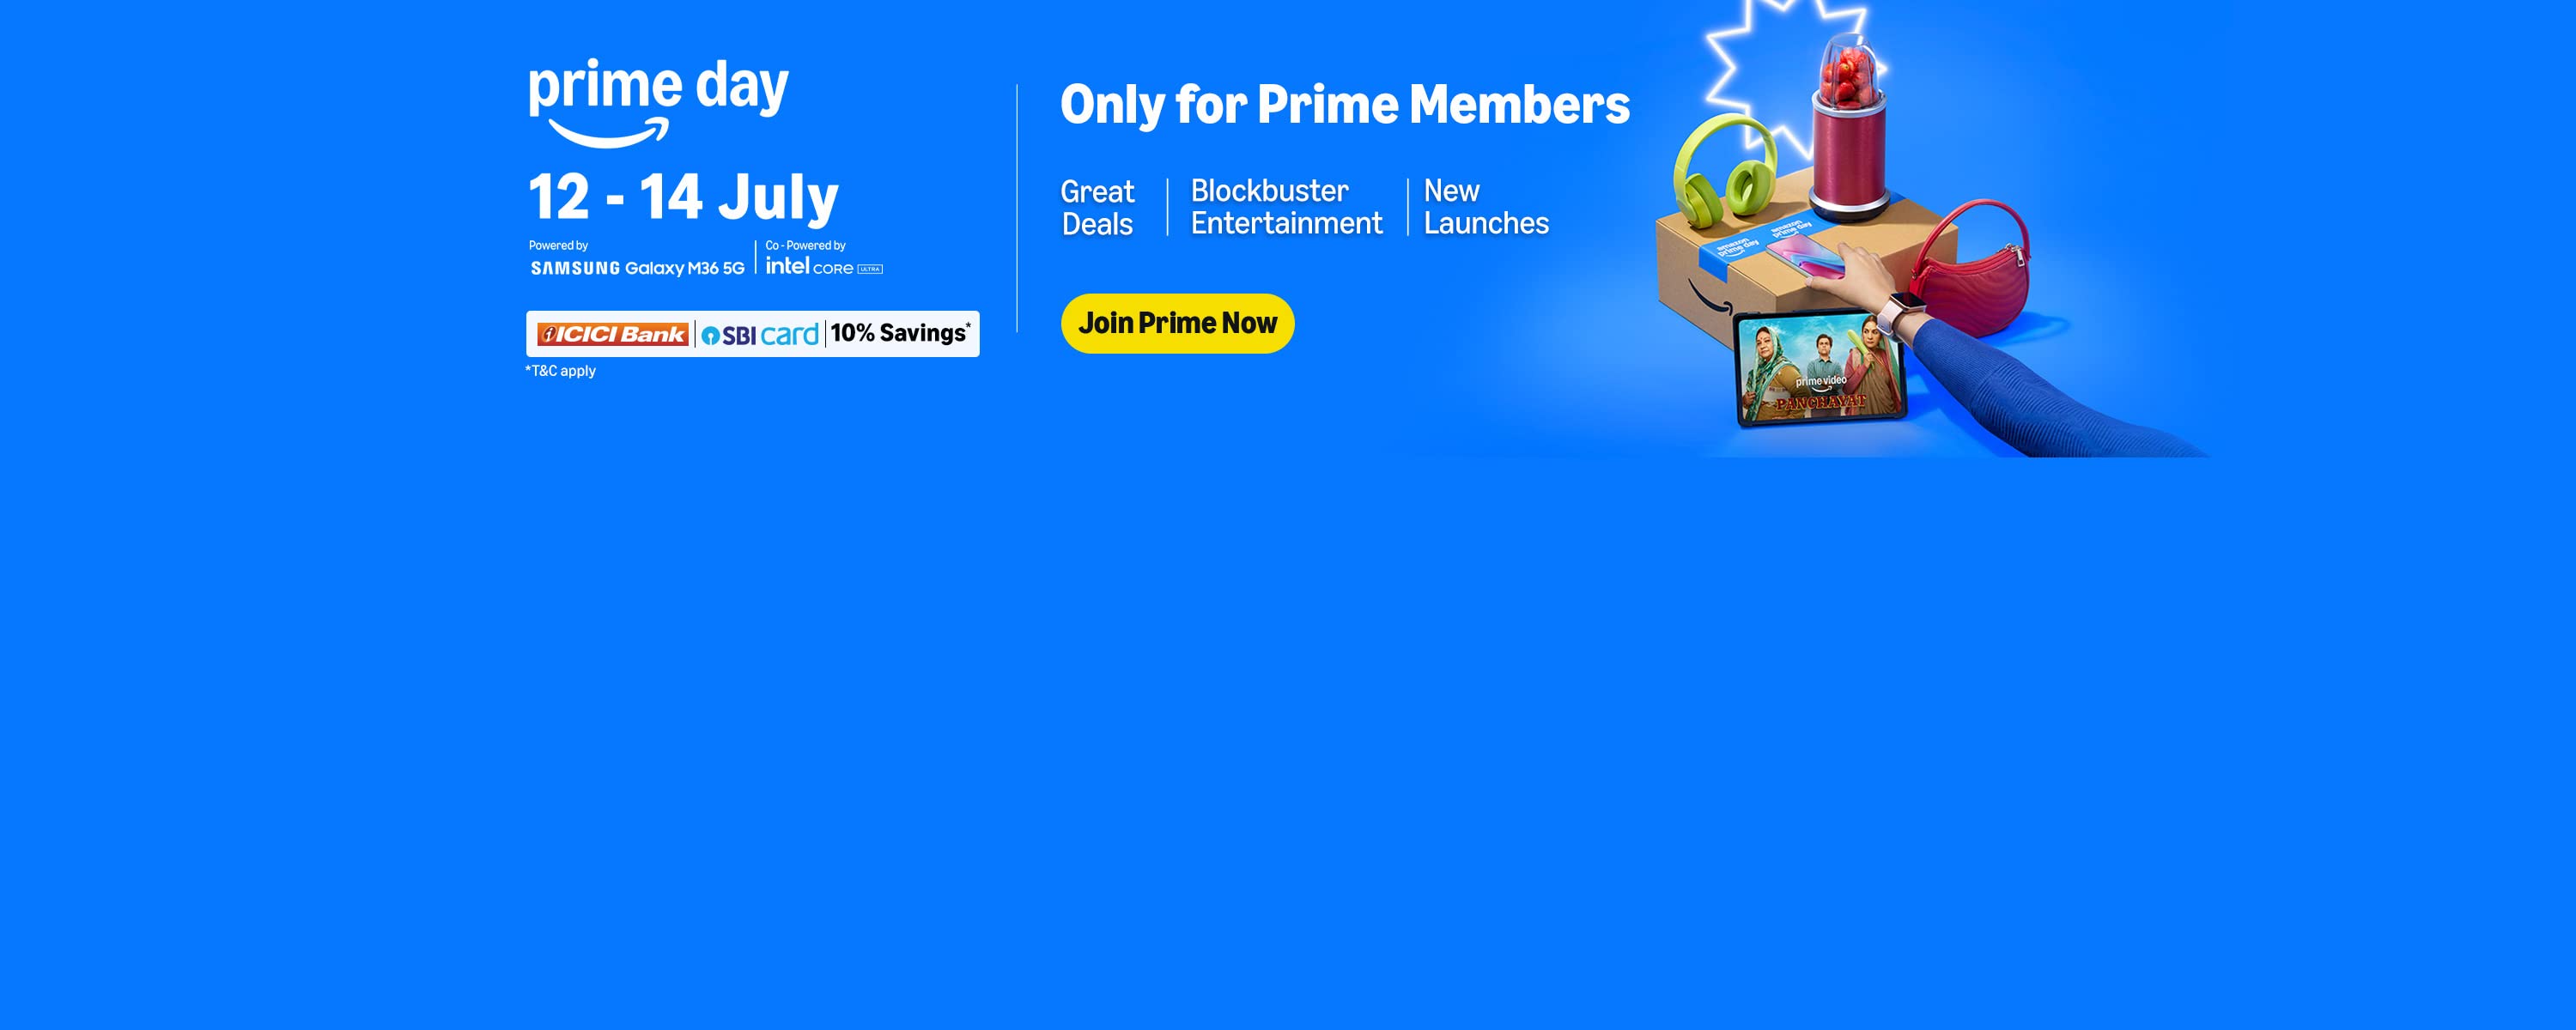 prime day
12 - 14 July
Powered by
SAMSUNG Galaxy M36 5G
Co - Powered by
intel CORE ULTRA
ICICI Bank
SBI card
10% Savings*
*T&C apply
Only for Prime Members
Great
Deals
Blockbuster
Entertainment
New
Launches
Join Prime Now
amazon
prime day
amazon
prime day
prime video
PANCHAYAT